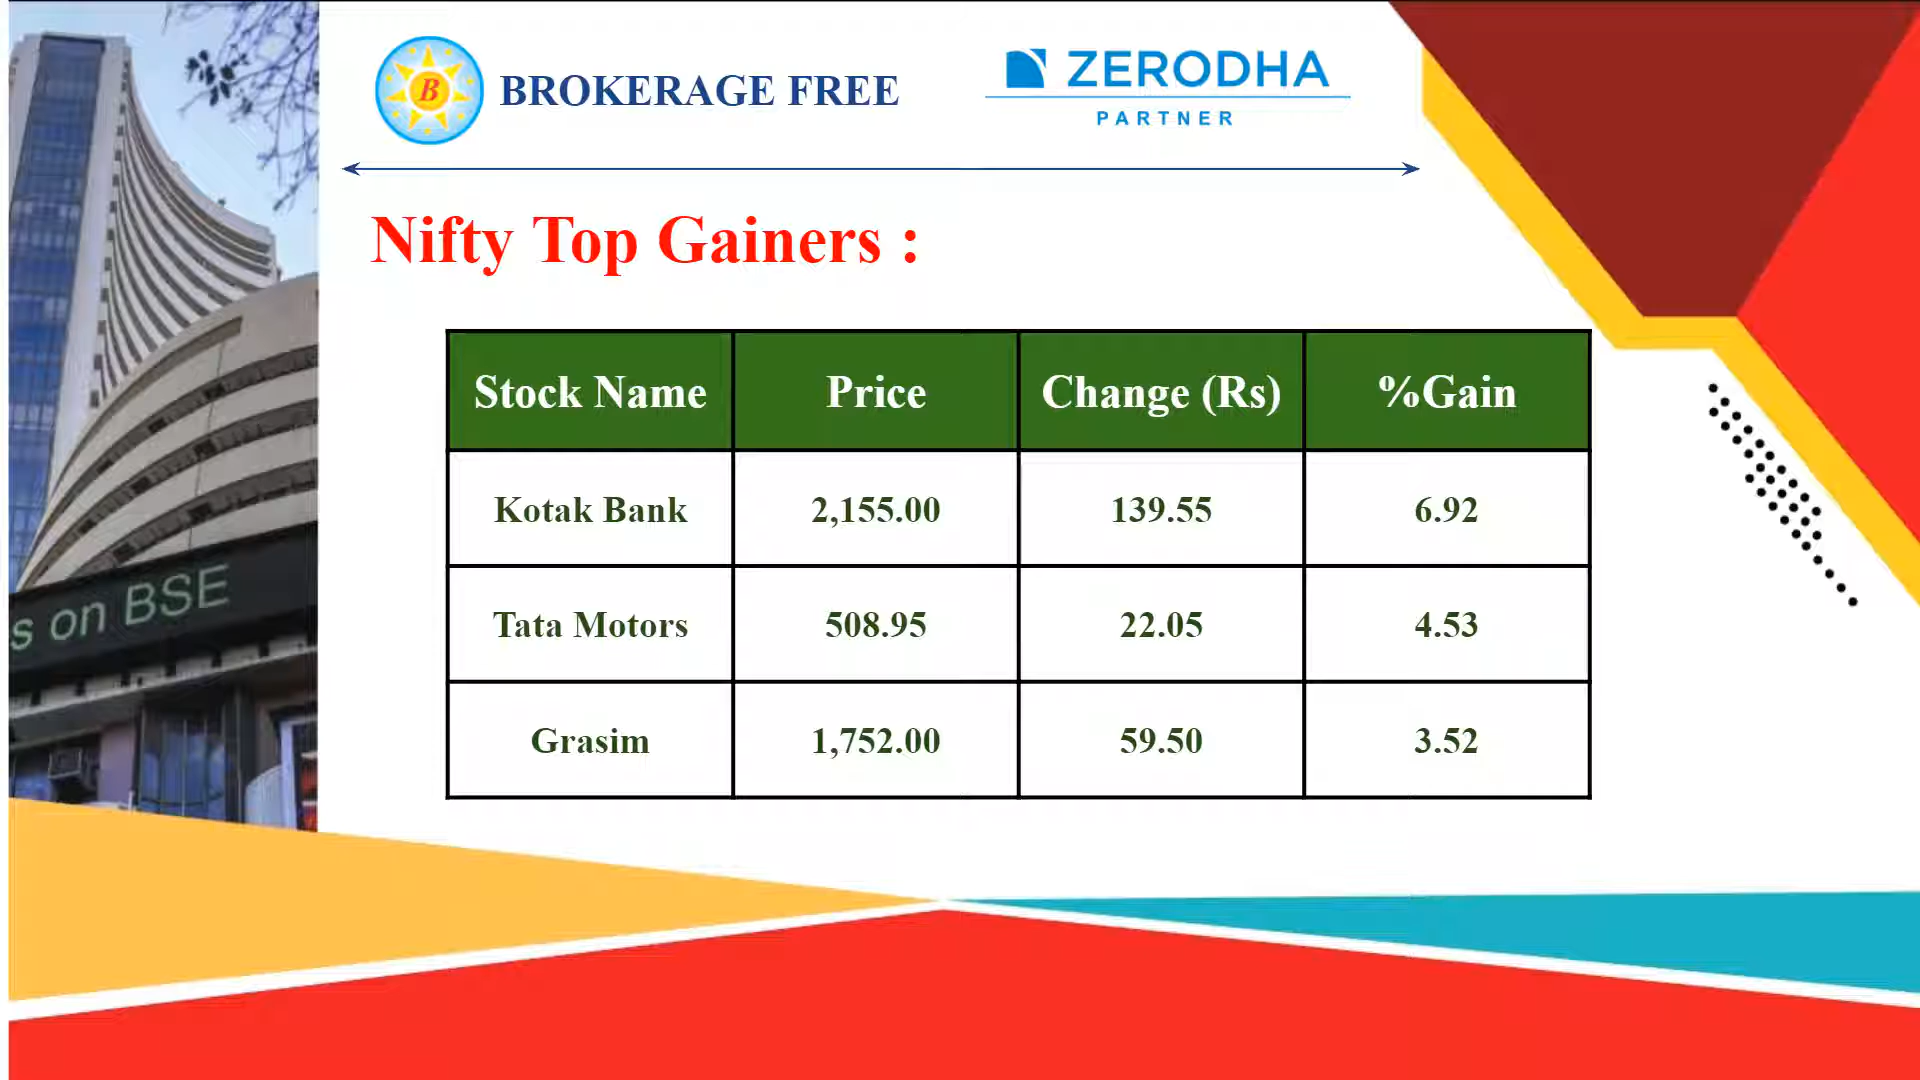 B BROKERAGE FREE
ZERODHA
PARTNER
Nifty Top Gainers :
Stock Name Price Change (Rs) %Gain
Kotak Bank 2,155.00 139.55 6.92
Tata Motors 508.95 22.05 4.53
Grasim 1,752.00 59.50 3.52
s on BSE